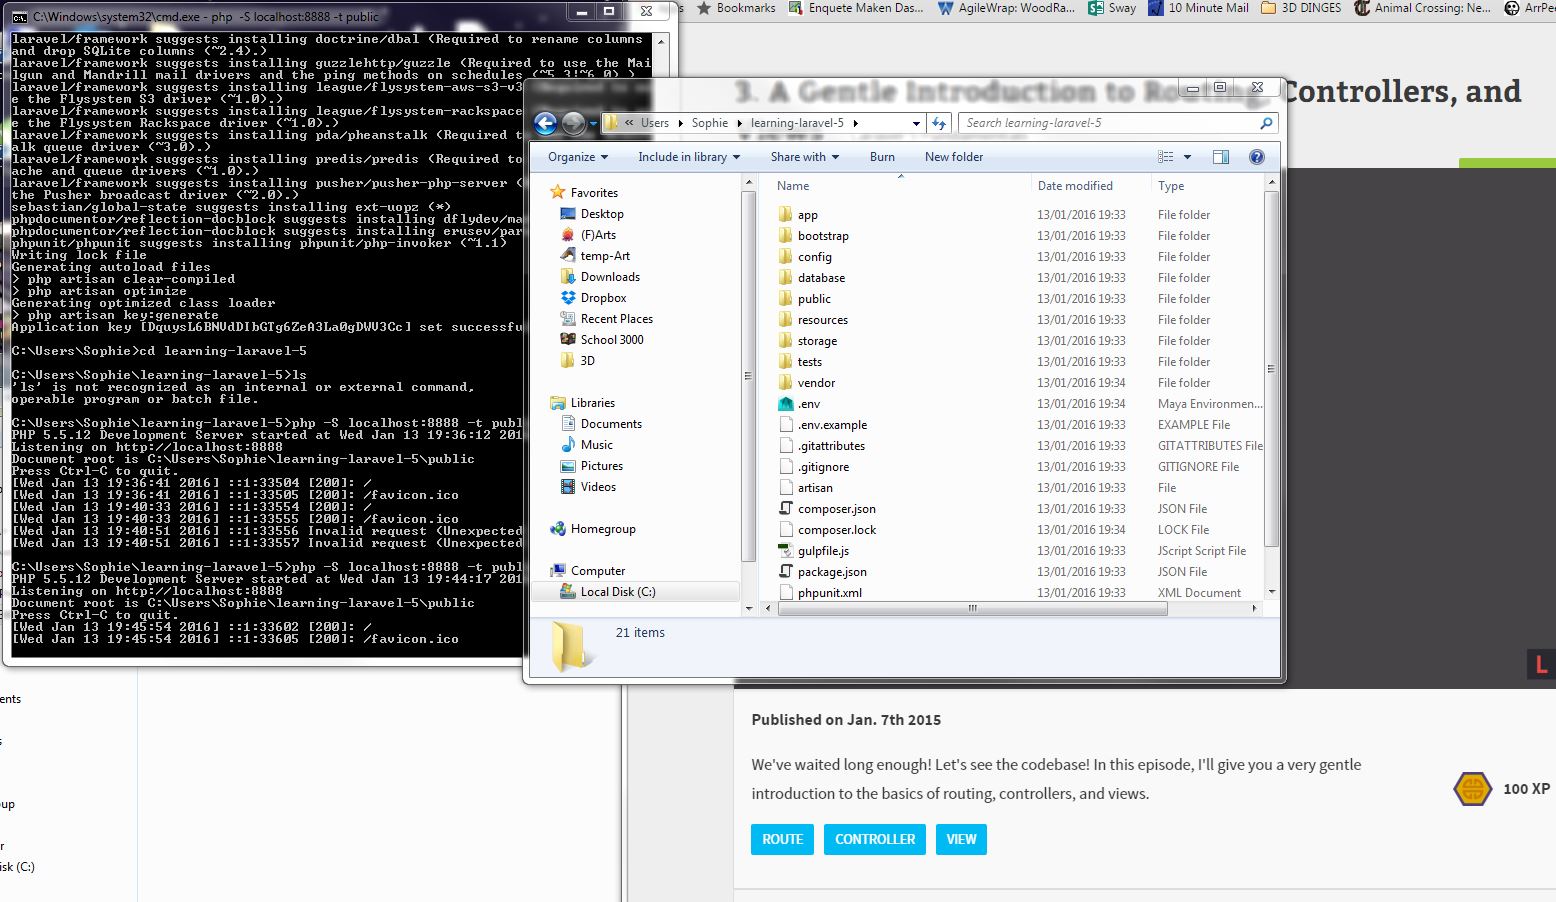 C:\Windows\system32\cmd.exe - php -S localhost:8888 -t public
laravel/framework suggests installing doctrine/dbal (Required to rename columns
and drop SQLite columns (~2.4).)
laravel/framework suggests installing guzzlehttp/guzzle (Required to use the Mai
lgun and Mandrill mail drivers and the ping methods on schedules (~5.3|~6.0).)
laravel/framework suggests installing league/flysystem-aws-s3-v3
e the Flysystem S3 driver (~1.0).)
laravel/framework suggests installing league/flysystem-rackspace
e the Flysystem Rackspace driver (~1.0).)
laravel/framework suggests installing pda/pheanstalk (Required t
alk queue driver (~3.0).)
laravel/framework suggests installing predis/predis (Required to
ache and queue drivers (~1.0).)
laravel/framework suggests installing pusher/pusher-php-server (
the Pusher broadcast driver (~2.0).)
sebastian/global-state suggests installing ext-uopz (*)
phpdocumentor/reflection-docblock suggests installing dflydev/ma
phpdocumentor/reflection-docblock suggests installing erusev/par
phpunit/phpunit suggests installing phpunit/php-invoker (~1.1)
Writing lock file
Generating autoload files
> php artisan clear-compiled
> php artisan optimize
Generating optimized class loader
> php artisan key:generate
Application key [DquysL6BNVdDIbGTg6ZeA3La0gDWV3Cc] set successfu
C:\Users\Sophie>cd learning-laravel-5
C:\Users\Sophie\learning-laravel-5>ls
'ls' is not recognized as an internal or external command,
operable program or batch file.
C:\Users\Sophie\learning-laravel-5>php -S localhost:8888 -t publ
PHP 5.5.12 Development Server started at Wed Jan 13 19:36:12 201
Listening on http://localhost:8888
Document root is C:\Users\Sophie\learning-laravel-5\public
Press Ctrl-C to quit.
[Wed Jan 13 19:36:41 2016] ::1:33504 [200]: /
[Wed Jan 13 19:36:41 2016] ::1:33505 [200]: /favicon.ico
[Wed Jan 13 19:40:33 2016] ::1:33554 [200]: /
[Wed Jan 13 19:40:33 2016] ::1:33555 [200]: /favicon.ico
[Wed Jan 13 19:40:51 2016] ::1:33556 Invalid request (Unexpected
[Wed Jan 13 19:40:51 2016] ::1:33557 Invalid request (Unexpected
C:\Users\Sophie\learning-laravel-5>php -S localhost:8888 -t publ
PHP 5.5.12 Development Server started at Wed Jan 13 19:44:17 201
Listening on http://localhost:8888
Document root is C:\Users\Sophie\learning-laravel-5\public
Press Ctrl-C to quit.
[Wed Jan 13 19:45:54 2016] ::1:33602 [200]: /
[Wed Jan 13 19:45:54 2016] ::1:33605 [200]: /favicon.ico
ents
s
oup
r
isk (C:)
s Bookmarks Enquete Maken Das... AgileWrap: WoodRa... Sway 10 Minute Mail 3D DINGES Animal Crossing: Ne... ArrPee
3. A Gentle Introduction to Routing, Controllers, and
« Users Sophie learning-laravel-5 Search learning-laravel-5
Organize Include in library Share with Burn New folder
Favorites
Desktop
(F)Arts
temp-Art
Downloads
Dropbox
Recent Places
School 3000
3D
Libraries
Documents
Music
Pictures
Videos
Homegroup
Computer
Local Disk (C:)
Name Date modified Type
app 13/01/2016 19:33 File folder
bootstrap 13/01/2016 19:33 File folder
config 13/01/2016 19:33 File folder
database 13/01/2016 19:33 File folder
public 13/01/2016 19:33 File folder
resources 13/01/2016 19:33 File folder
storage 13/01/2016 19:33 File folder
tests 13/01/2016 19:33 File folder
vendor 13/01/2016 19:34 File folder
.env 13/01/2016 19:34 Maya Environmen...
.env.example 13/01/2016 19:33 EXAMPLE File
.gitattributes 13/01/2016 19:33 GITATTRIBUTES File
.gitignore 13/01/2016 19:33 GITIGNORE File
artisan 13/01/2016 19:33 File
composer.json 13/01/2016 19:33 JSON File
composer.lock 13/01/2016 19:34 LOCK File
gulpfile.js 13/01/2016 19:33 JScript Script File
package.json 13/01/2016 19:33 JSON File
phpunit.xml 13/01/2016 19:33 XML Document
21 items
L
Published on Jan. 7th 2015
We've waited long enough! Let's see the codebase! In this episode, I'll give you a very gentle
introduction to the basics of routing, controllers, and views.
100 XP
ROUTE CONTROLLER VIEW